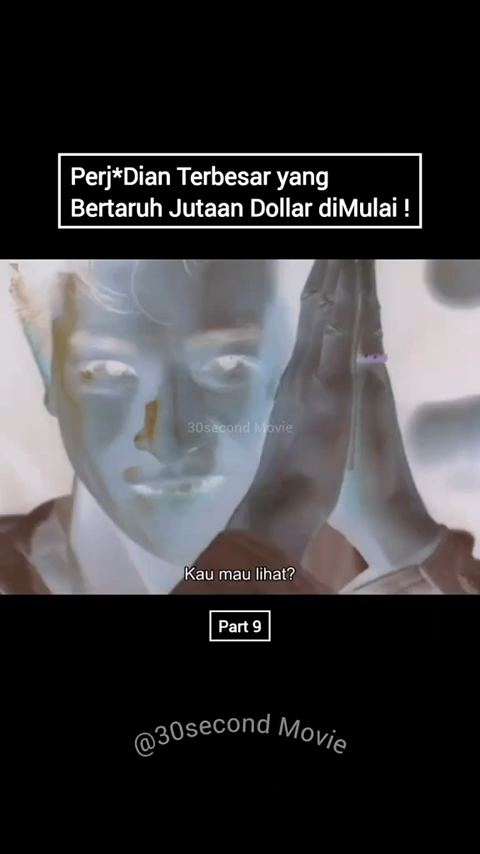 Perj*Dian Terbesar yang
Bertaruh Jutaan Dollar diMulai !
30second Movie
Kau mau lihat?
Part 9
@30second Movie